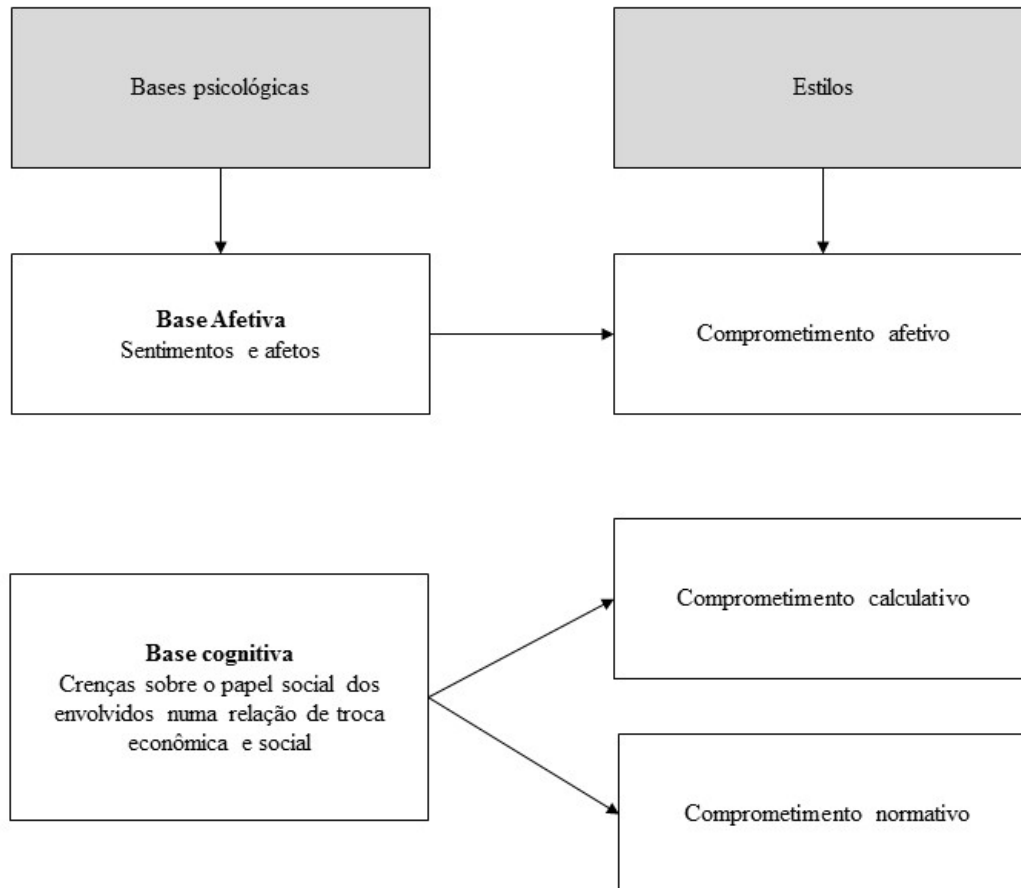 Bases psicológicas
Estilos
Base Afetiva
Sentimentos e afetos
Comprometimento afetivo
Base cognitiva
Crenças sobre o papel social dos
envolvidos numa relação de troca
econômica e social
Comprometimento calculativo
Comprometimento normativo